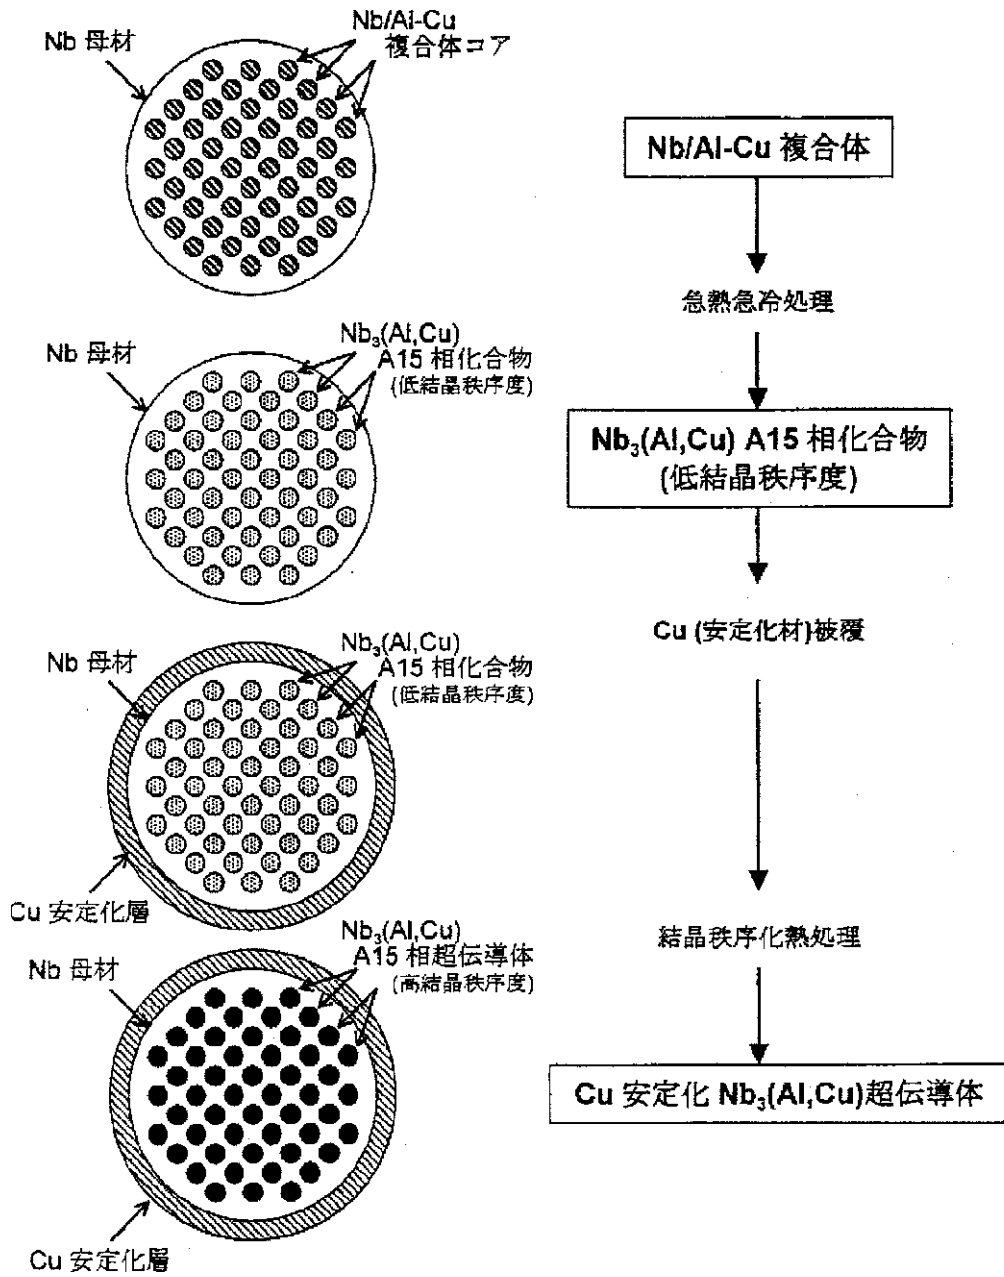 Nb 母材
Nb/Al-Cu
複合体コア
Nb/Al-Cu 複合体
急熱急冷処理
Nb 母材
Nb₃(Al,Cu)
A15 相化合物
(低結晶秩序度)
Nb₃(Al,Cu) A15 相化合物
(低結晶秩序度)
Cu (安定化材)被覆
Nb 母材
Nb₃(Al,Cu)
A15 相化合物
(低結晶秩序度)
Cu 安定化層
結晶秩序化熱処理
Nb 母材
Nb₃(Al,Cu)
A15 相超伝導体
(高結晶秩序度)
Cu 安定化 Nb₃(Al,Cu)超伝導体
Cu 安定化層